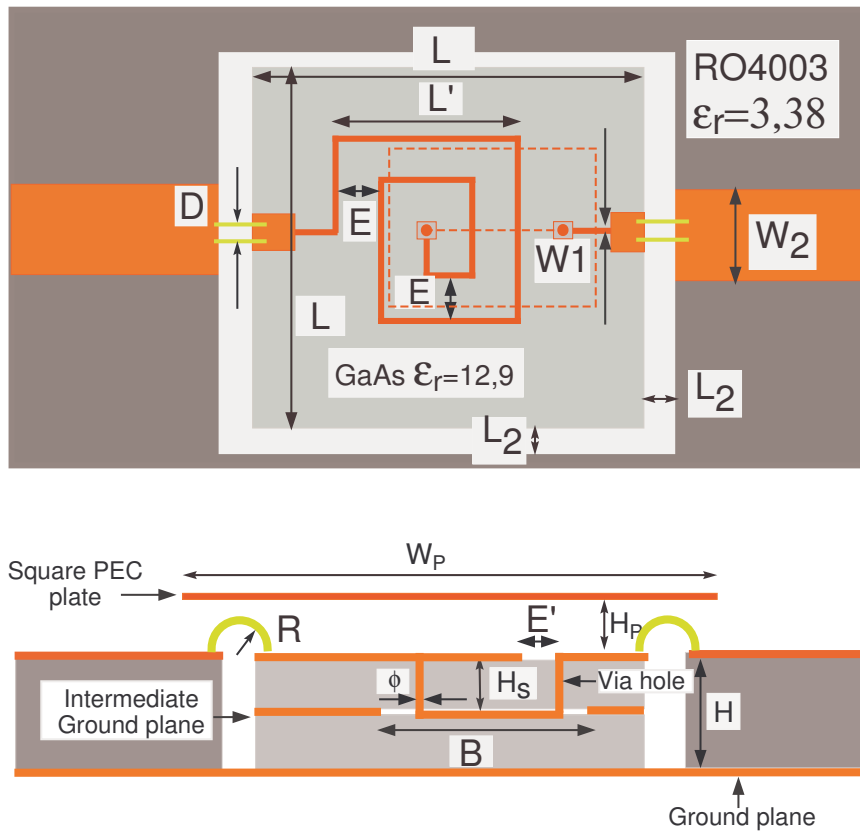 L
RO4003
εr=3,38
L'
D
E
W1
W2
E
L
GaAs εr=12,9
L2
L2
WP
Square PEC
plate
E'
HP
R
Intermediate
Ground plane
ϕ
HS
Via hole
H
B
Ground plane